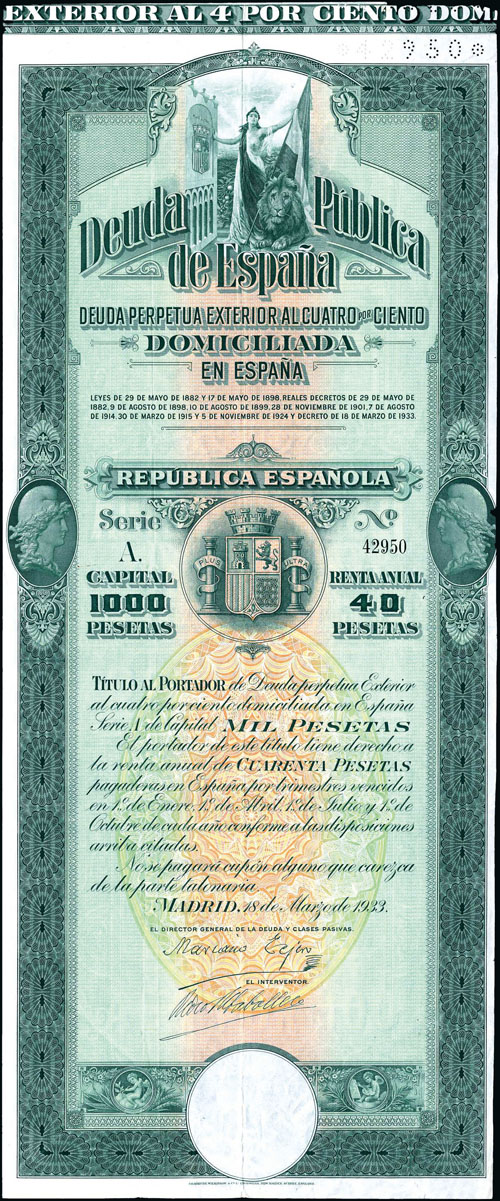 EXTERIOR AL 4 POR CIENTO DOM
42950
Deuda Pública
de España
DEUDA PERPETUA EXTERIOR AL CUATRO POR CIENTO
DOMICILIADA
EN ESPAÑA
LEYES DE 29 DE MAYO DE 1882 Y 17 DE MAYO DE 1898, REALES DECRETOS DE 29 DE MAYO DE
1882, 9 DE AGOSTO DE 1898, 10 DE AGOSTO DE 1899, 28 DE NOVIEMBRE DE 1901, 7 DE AGOSTO
DE 1914, 30 DE MARZO DE 1915 Y 5 DE NOVIEMBRE DE 1924 Y DECRETO DE 18 DE MARZO DE 1933.
REPÚBLICA ESPAÑOLA
Serie Nº
A. 42950
PLUS ULTRA
CAPITAL RENTA ANUAL
1000 40
PESETAS PESETAS
TÍTULO AL PORTADOR de Deuda perpetua Exterior
al cuatro por ciento domiciliada en España
Serie A de Capital MIL PESETAS
El portador de este título tiene derecho a
la renta anual de CUARENTA PESETAS
pagaderas en España por trimestres vencidos
en 1º de Enero, 1º de Abril, 1º de Julio y 1º de
Octubre de cada año conforme a las disposiciones
arriba citadas.
No se pagará cupón alguno que carezca
de la parte talonaria.
MADRID, 18 de Marzo de 1933.
EL DIRECTOR GENERAL DE LA DEUDA Y CLASES PASIVAS.
Mariano
EL INTERVENTOR.